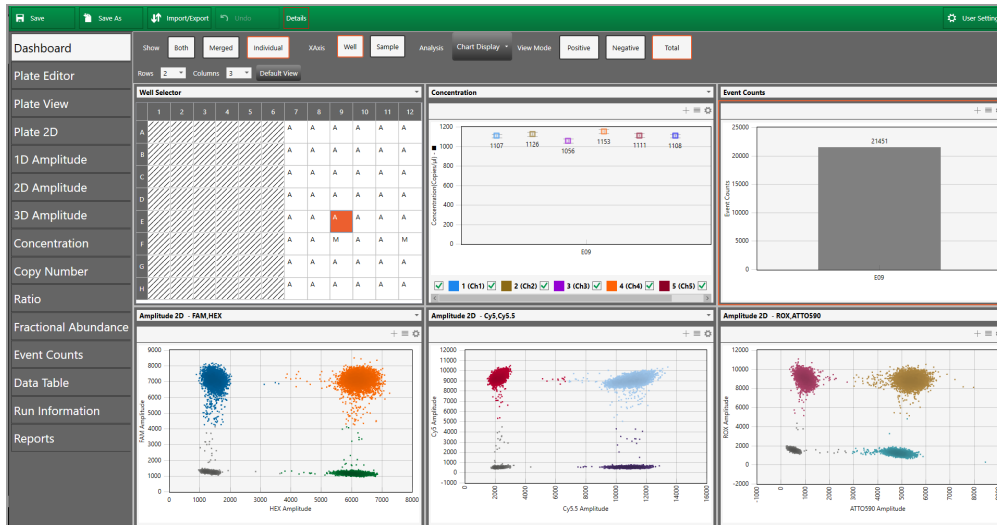 Save Save As Import/Export Undo Details User Setting
Dashboard
Plate Editor
Plate View
Plate 2D
1D Amplitude
2D Amplitude
3D Amplitude
Concentration
Copy Number
Ratio
Fractional Abundance
Event Counts
Data Table
Run Information
Reports
Show Both Merged Individual XAxis Well Sample Analysis Chart Display View Mode Positive Negative Total
Rows 2 Columns 3 Default View
Well Selector
1 2 3 4 5 6 7 8 9 10 11 12
A A A A A A A
B A A A A A A
C A A A A A A
D A A A A A A
E A A A A A A
F A A M A A M
G A A A A A A
H A A A A A A
Concentration
Concentration(Copies/µl)
1200
1000
800
600
400
200
0
1107 1126 1056 1153 1111 1108
E09
1 (Ch1) 2 (Ch2) 3 (Ch3) 4 (Ch4) 5 (Ch5)
Event Counts
Event Counts
25000
20000
15000
10000
5000
0
21451
E09
Amplitude 2D - FAM,HEX
FAM Amplitude
9000
8000
7000
6000
5000
4000
3000
2000
1000
0
0 1000 2000 3000 4000 5000 6000 7000 8000
HEX Amplitude
Amplitude 2D - Cy5,Cy5.5
Cy5 Amplitude
12000
11000
10000
9000
8000
7000
6000
5000
4000
3000
2000
1000
0
-1000
0 2000 4000 6000 8000 10000 12000 14000 16000
Cy5.5 Amplitude
Amplitude 2D - ROX,ATTO590
ROX Amplitude
12000
10000
8000
6000
4000
2000
0
-2000
-1000 0 1000 2000 3000 4000 5000 6000 7000 8000 9000
ATTO590 Amplitude